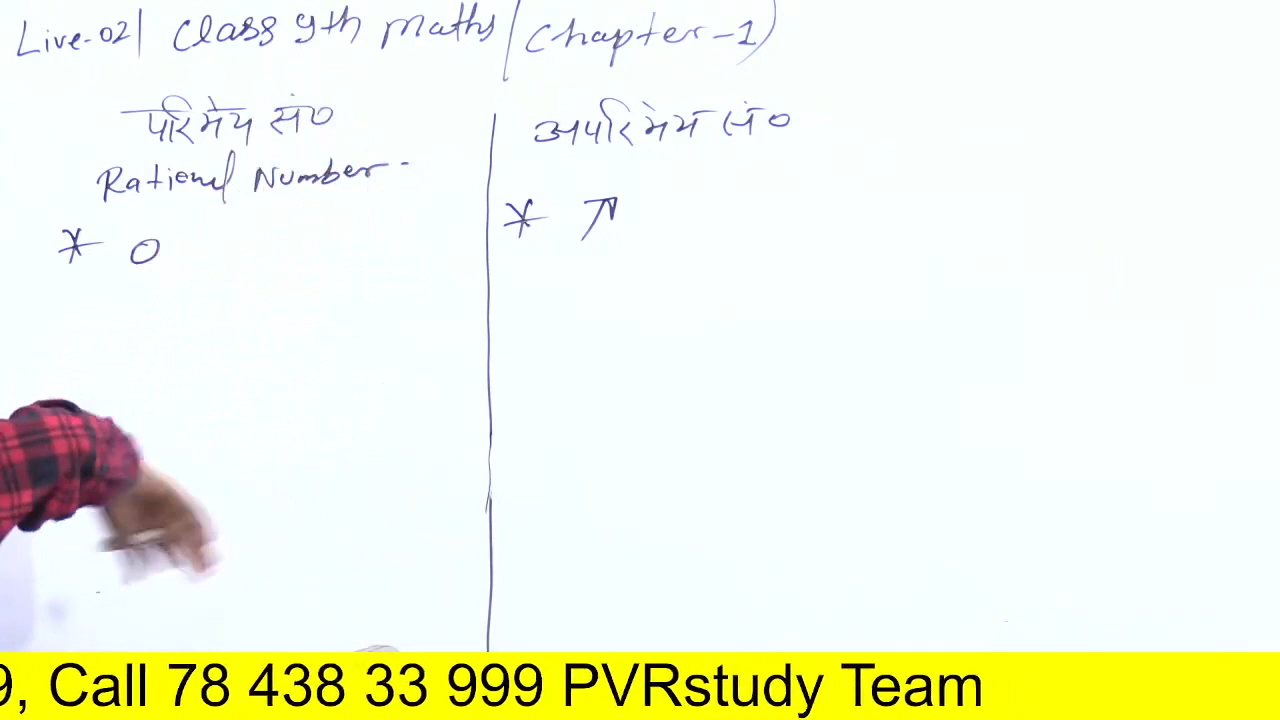 Live-02| Class 9th Maths (Chapter-1)
परिमेय सं०
Rational Number -
* 0
अपरिमेय सं०
* π
9, Call 78 438 33 999 PVRstudy Team